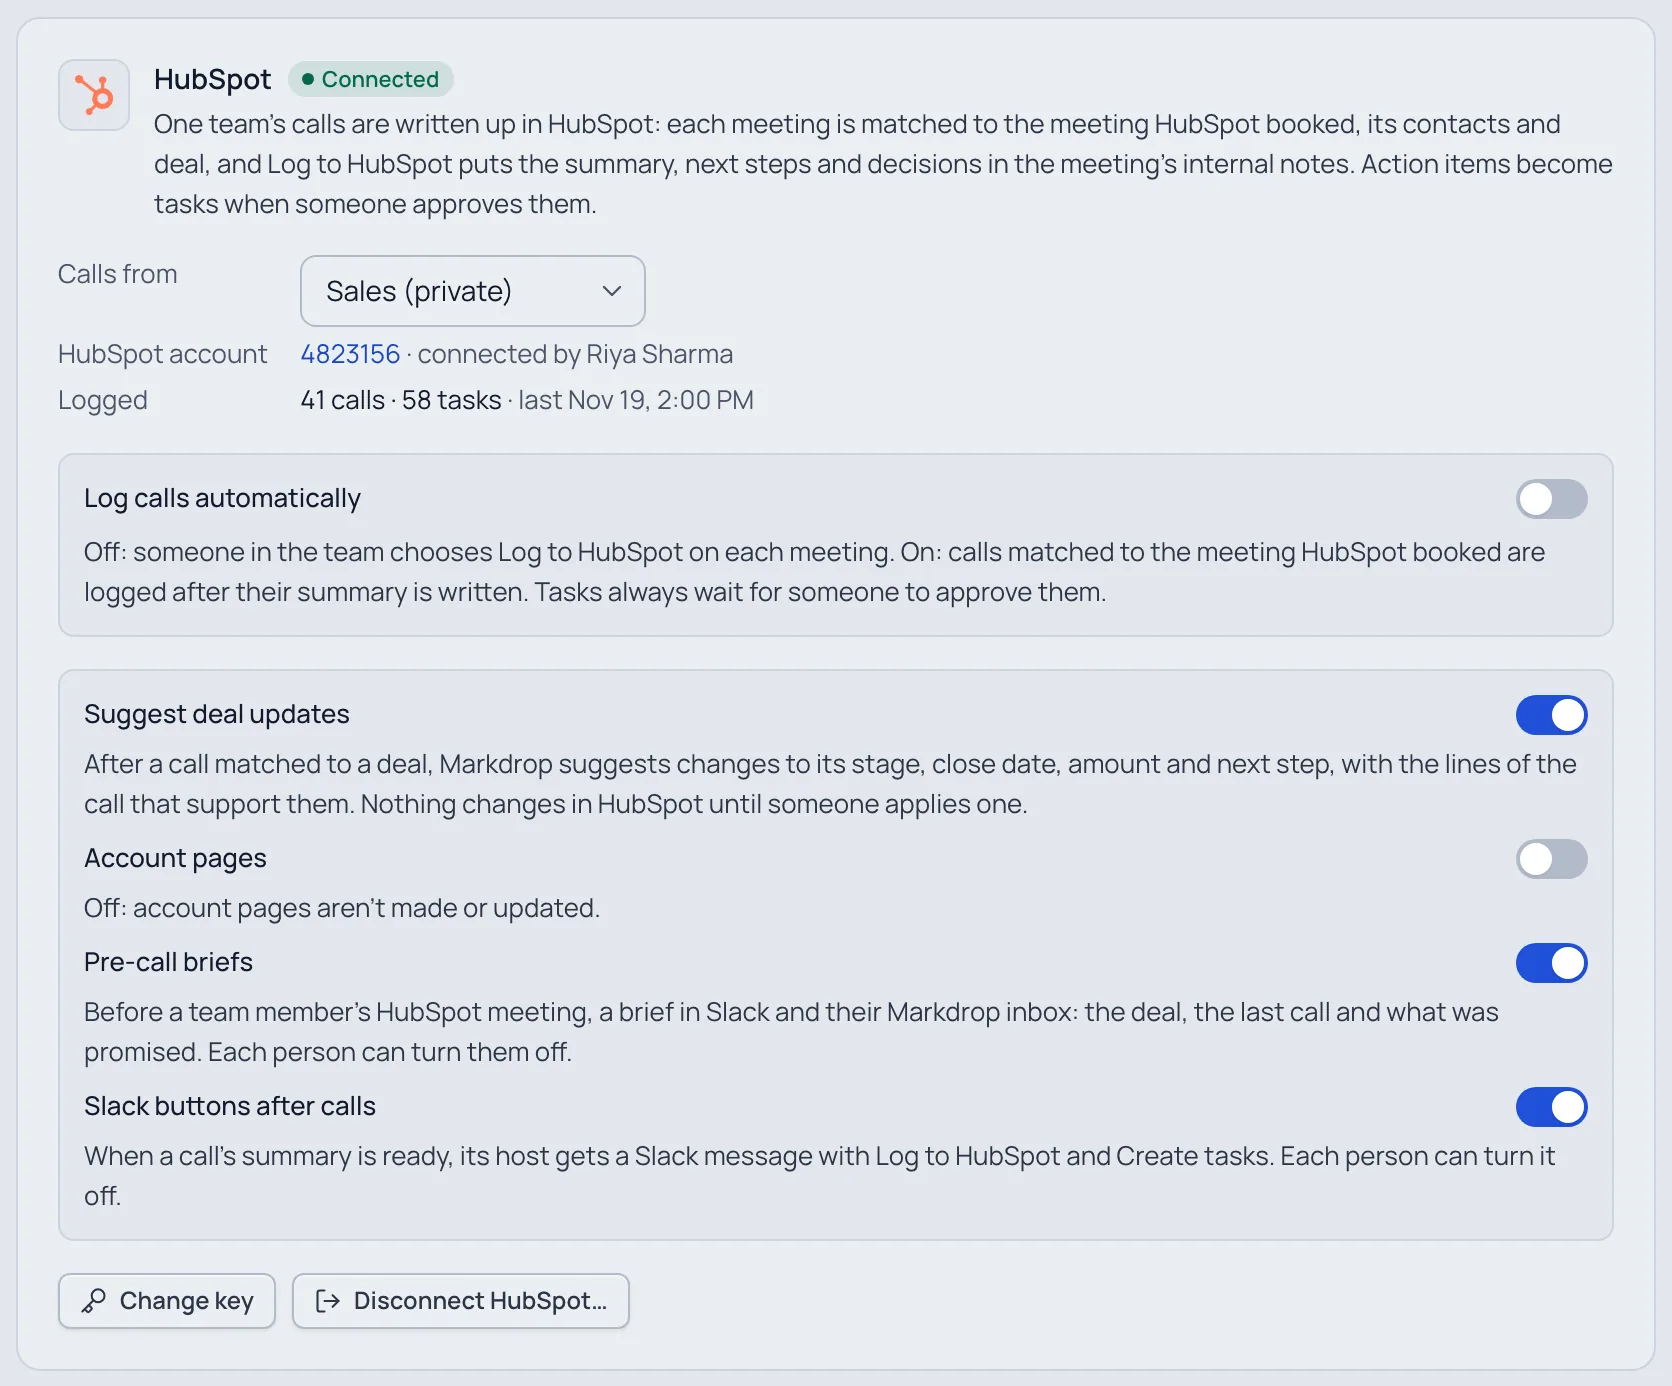 HubSpot
Connected
One team’s calls are written up in HubSpot: each meeting is matched to the meeting HubSpot booked, its contacts and
deal, and Log to HubSpot puts the summary, next steps and decisions in the meeting’s internal notes. Action items become
tasks when someone approves them.
Calls from
Sales (private)
HubSpot account
4823156 · connected by Riya Sharma
Logged
41 calls · 58 tasks · last Nov 19, 2:00 PM
Log calls automatically
Off: someone in the team chooses Log to HubSpot on each meeting. On: calls matched to the meeting HubSpot booked are
logged after their summary is written. Tasks always wait for someone to approve them.
Suggest deal updates
After a call matched to a deal, Markdrop suggests changes to its stage, close date, amount and next step, with the lines of the
call that support them. Nothing changes in HubSpot until someone applies one.
Account pages
Off: account pages aren’t made or updated.
Pre-call briefs
Before a team member’s HubSpot meeting, a brief in Slack and their Markdrop inbox: the deal, the last call and what was
promised. Each person can turn them off.
Slack buttons after calls
When a call’s summary is ready, its host gets a Slack message with Log to HubSpot and Create tasks. Each person can turn it
off.
Change key
Disconnect HubSpot…